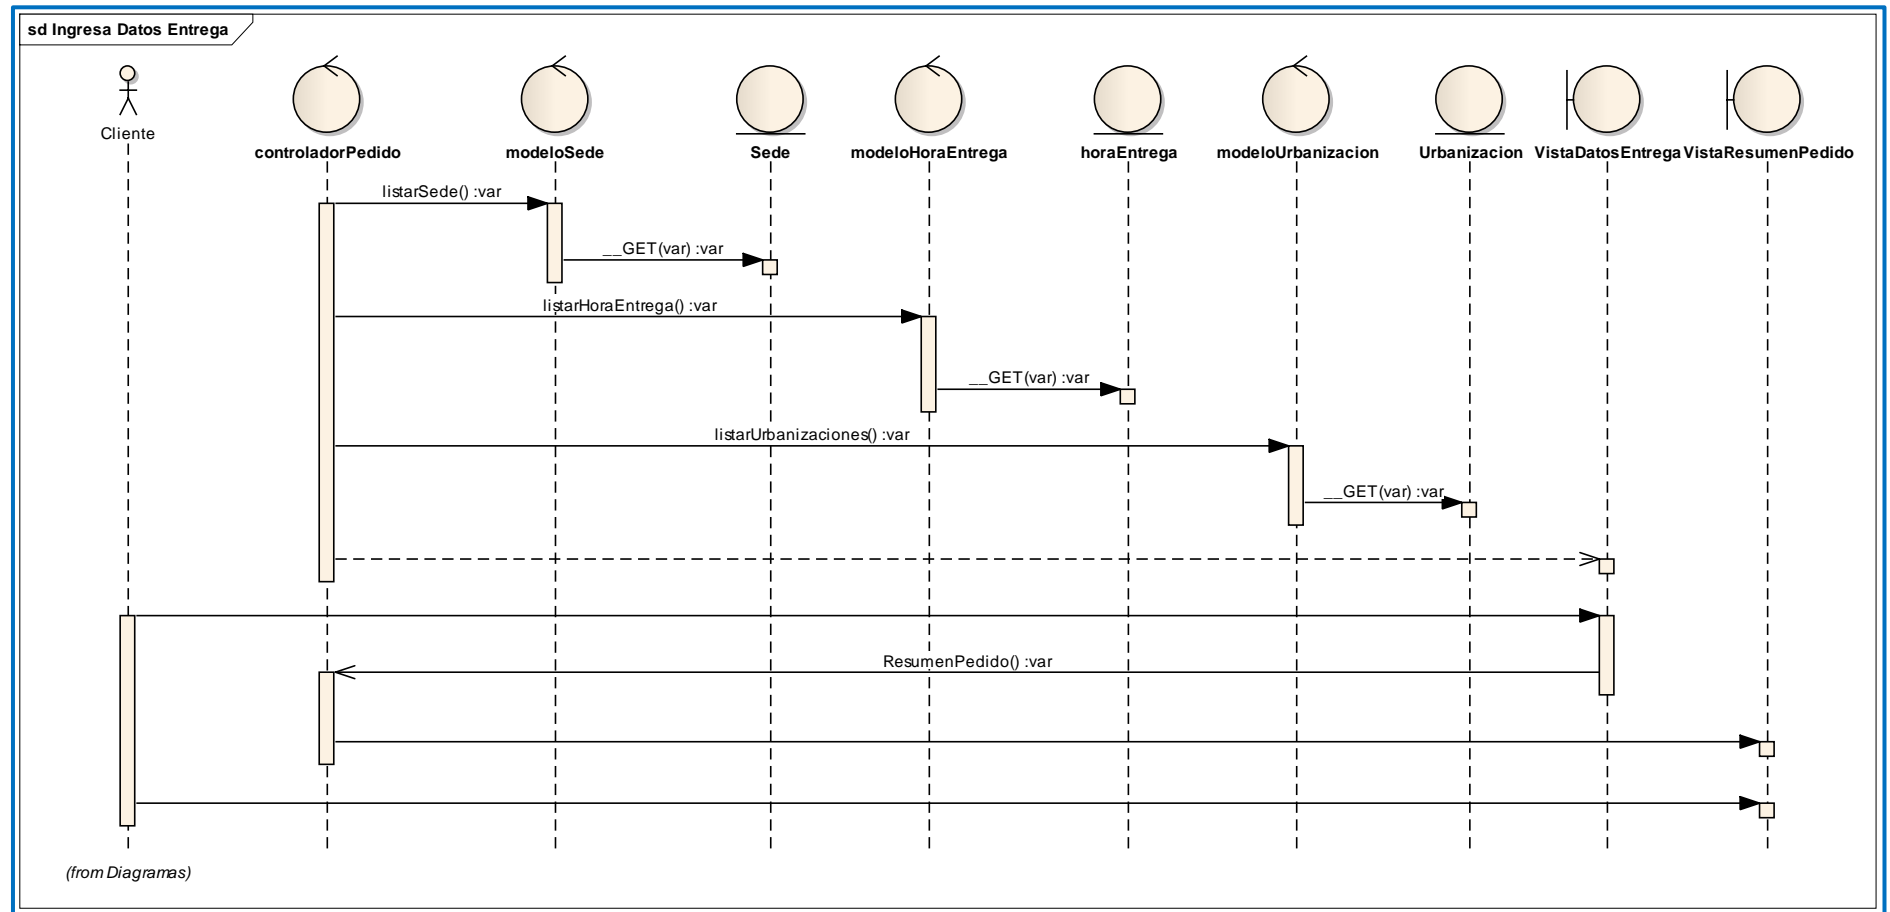 sd Ingresa Datos Entrega
Cliente
controladorPedido
modeloSede
Sede
modeloHoraEntrega
horaEntrega
modeloUrbanizacion
Urbanizacion
VistaDatosEntrega
VistaResumenPedido
listarSede() :var
__GET(var) :var
listarHoraEntrega() :var
__GET(var) :var
listarUrbanizaciones() :var
__GET(var) :var
ResumenPedido() :var
(from Diagramas)